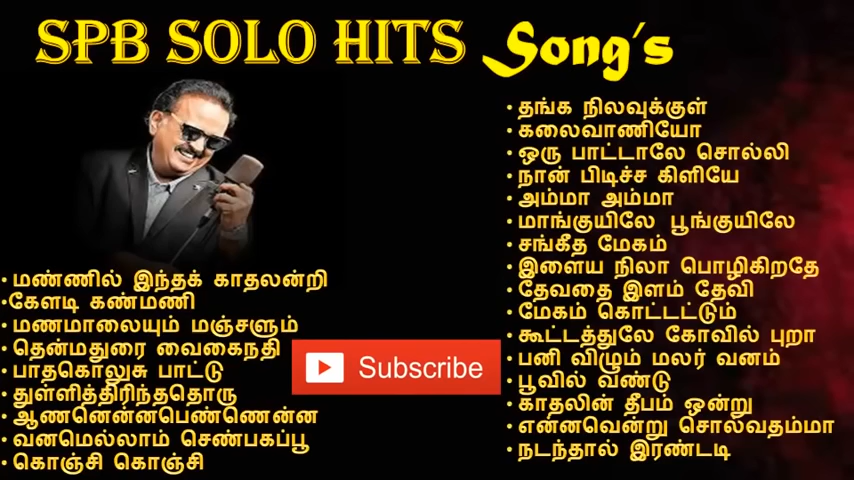 SPB SOLO HITS Song's
• தங்க நிலவுக்குள்
• கலைவாணியோ
• ஒரு பாட்டாலே சொல்லி
• நான் பிடிச்ச கிளியே
• அம்மா அம்மா
• மாங்குயிலே பூங்குயிலே
• சங்கீத மேகம்
• இளைய நிலா பொழிகிறதே
• தேவதை இளம் தேவி
• மேகம் கொட்டட்டும்
• கூட்டத்துலே கோவில் புறா
• பனி விழும் மலர் வனம்
• பூவில் வண்டு
• காதலின் தீபம் ஒன்று
• என்னவென்று சொல்வதம்மா
• நடந்தால் இரண்டடி
• மண்ணில் இந்தக் காதலன்றி
• கேளடி கண்மணி
• மணமாலையும் மஞ்சளும்
• தென்மதுரை வைகைநதி
• பாதகொலுசு பாட்டு
• துள்ளித்திரிந்ததொரு
• ஆணென்னபெண்ணென்ன
• வனமெல்லாம் செண்பகப்பூ
• கொஞ்சி கொஞ்சி
Subscribe